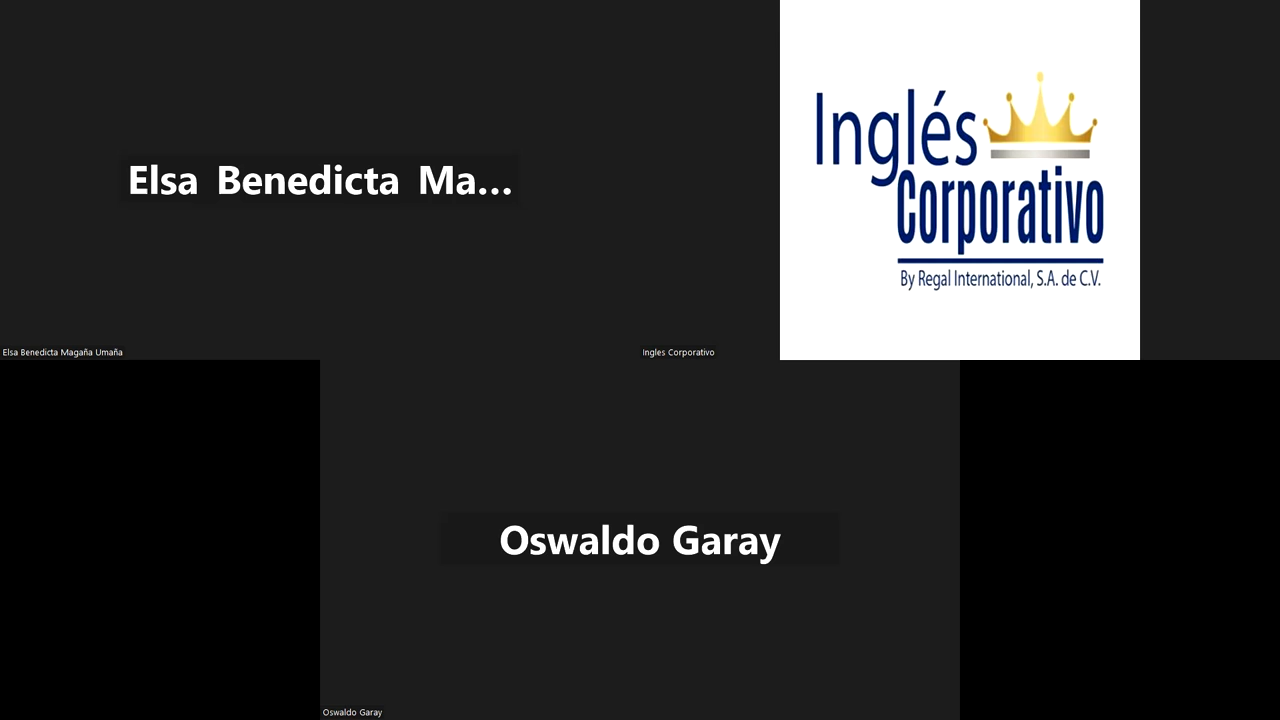 Elsa Benedicta Ma...
Inglés
Corporativo
By Regal International, S.A. de C.V.
Elsa Benedicta Magaña Umaña
Ingles Corporativo
Oswaldo Garay
Oswaldo Garay